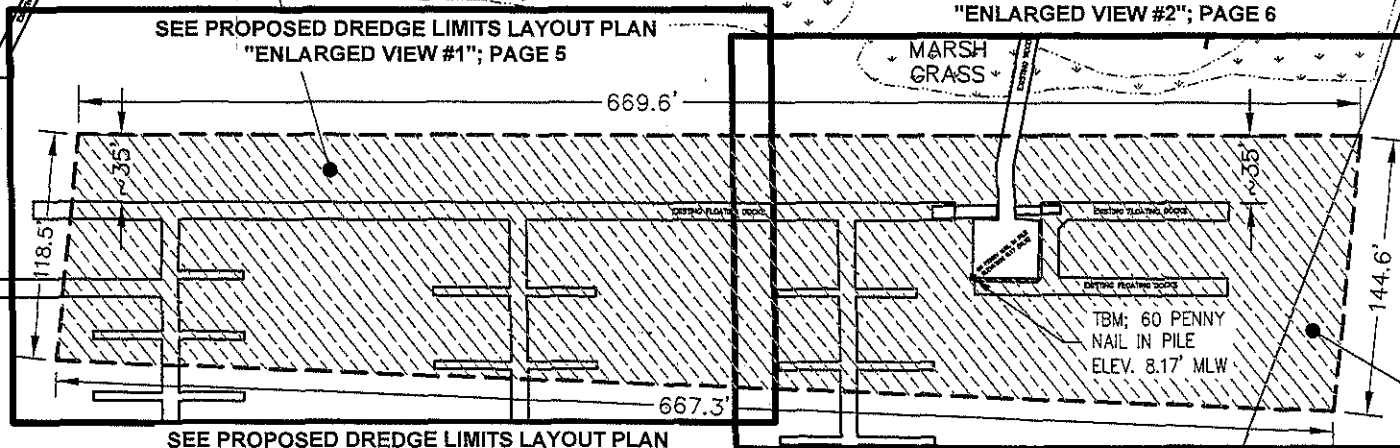 SEE PROPOSED DREDGE LIMITS LAYOUT PLAN
"ENLARGED VIEW #1"; PAGE 5
"ENLARGED VIEW #2"; PAGE 6
MARSH
GRASS
669.6'
~35'
~35'
118.5'
144.6'
EXISTING FLOATING DOCKS
EXISTING FLOATING DOCKS
EXISTING FLOATING DOCKS
TBM; 60 PENNY
NAIL IN PILE
ELEV. 8.17' MLW
667.3'
SEE PROPOSED DREDGE LIMITS LAYOUT PLAN